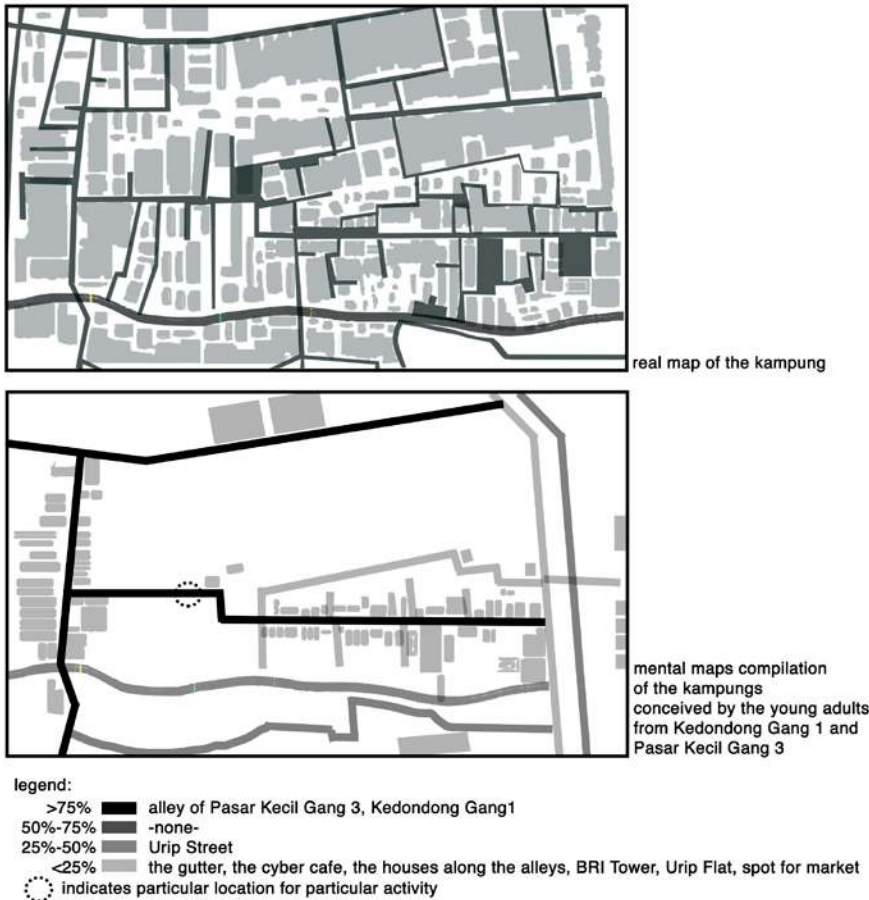 real map of the kampung
mental maps compilation
of the kampungs
conceived by the young adults
from Kedondong Gang 1 and
Pasar Kecil Gang 3
legend:
>75% alley of Pasar Kecil Gang 3, Kedondong Gang1
50%-75% -none-
25%-50% Urip Street
<25% the gutter, the cyber cafe, the houses along the alleys, BRI Tower, Urip Flat, spot for market
indicates particular location for particular activity